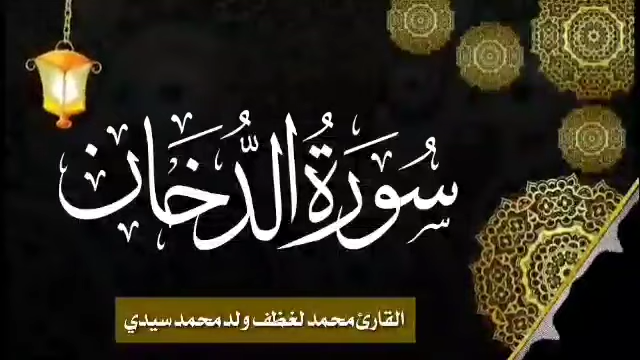 سُورَةُ الدُّخَان
القارئ محمد لغظف ولد محمد سيدي